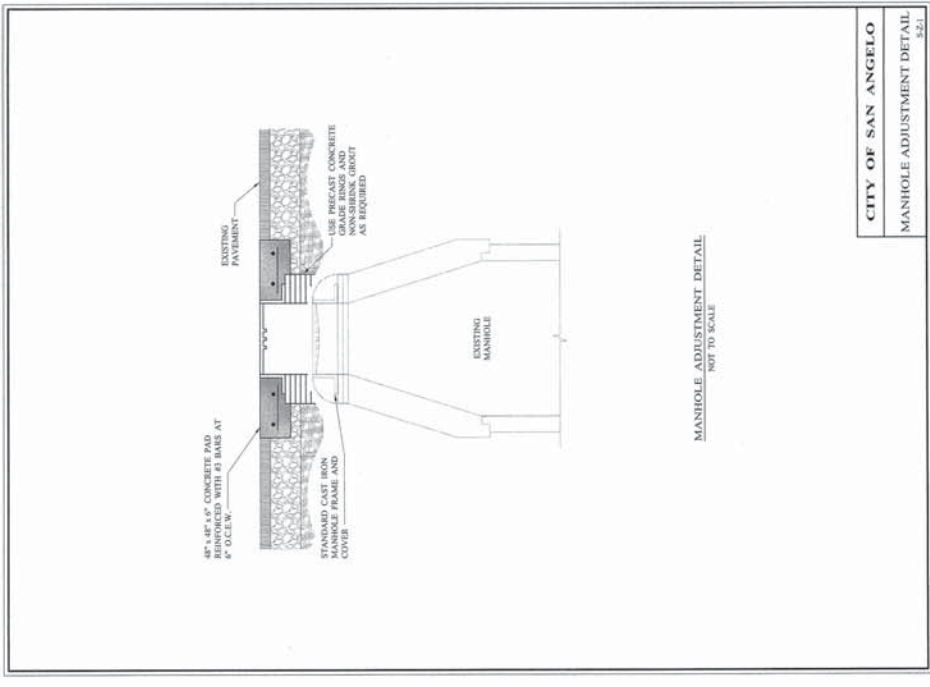 EXISTING
PAVEMENT
48" x 48" x 6" CONCRETE PAD
REINFORCED WITH #3 BARS AT
6" O.C.E.W.
USE PRECAST CONCRETE
GRADE RINGS AND
NON-SHRINK GROUT
AS REQUIRED
STANDARD CAST IRON
MANHOLE FRAME AND
COVER
EXISTING
MANHOLE
MANHOLE ADJUSTMENT DETAIL
NOT TO SCALE
CITY OF SAN ANGELO
MANHOLE ADJUSTMENT DETAIL
S-Z-1